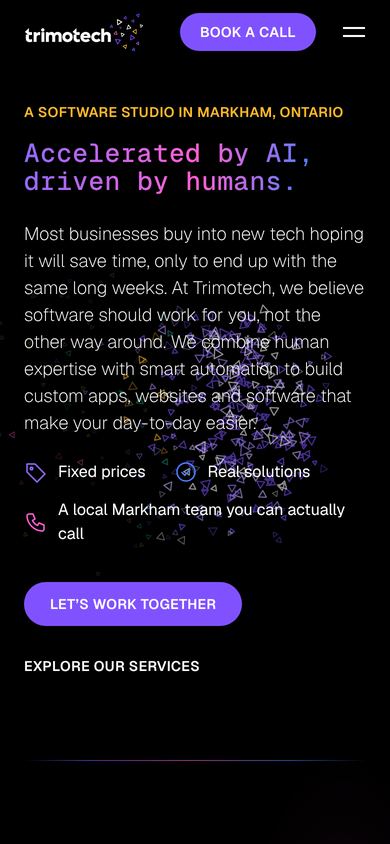 trimotech
BOOK A CALL
A SOFTWARE STUDIO IN MARKHAM, ONTARIO
Accelerated by AI,
driven by humans.
Most businesses buy into new tech hoping
it will save time, only to end up with the
same long weeks. At Trimotech, we believe
software should work for you, not the
other way around. We combine human
expertise with smart automation to build
custom apps, websites and software that
make your day-to-day easier.
Fixed prices
Real solutions
A local Markham team you can actually
call
LET'S WORK TOGETHER
EXPLORE OUR SERVICES